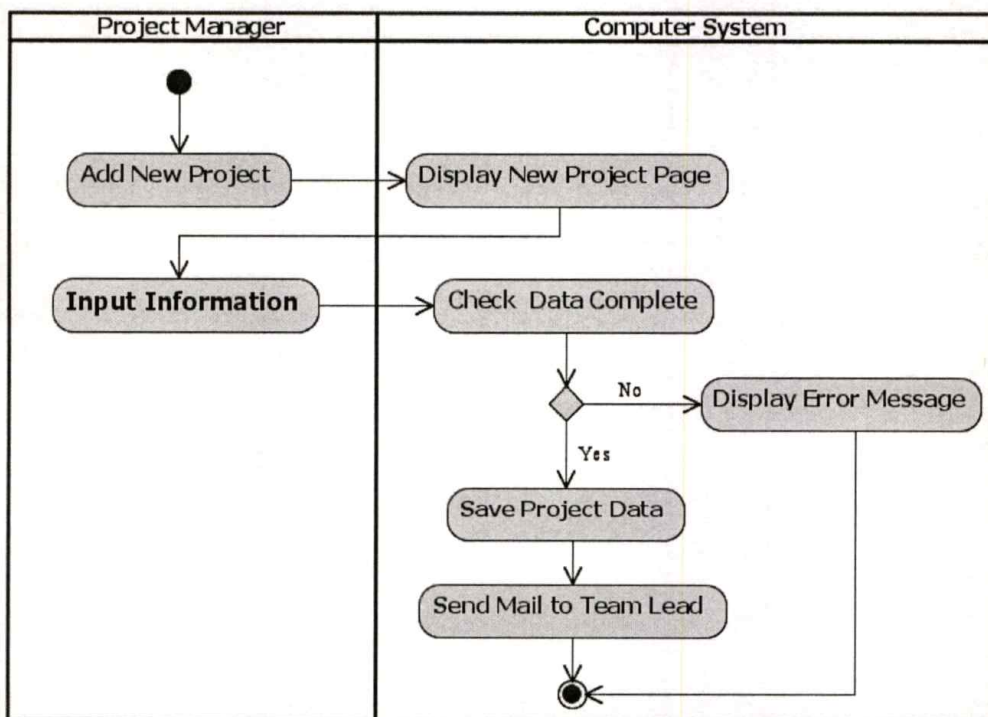 Project Manager
Computer System
Add New Project
Display New Project Page
Input Information
Check Data Complete
No
Display Error Message
Yes
Save Project Data
Send Mail to Team Lead